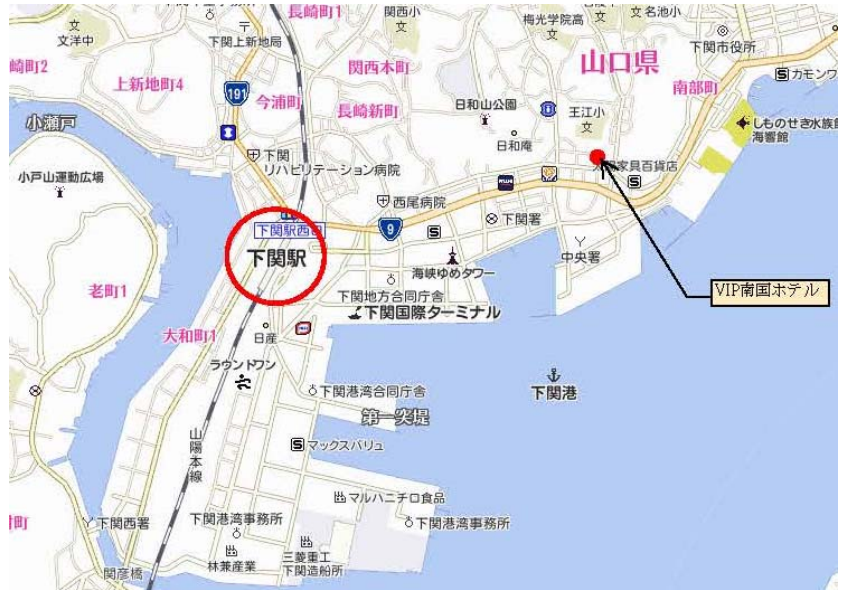 長崎町1
関西小
文
梅光学院高
文
文名池小
文
文洋中
下関上新地局
下関市役所
山口県
崎町2
上新地町4
191
今浦町
関西本町
長崎新町
日和山公園
王江小
文
南部町
S カモンワ
小瀬戸
日和庵
しものせき水族館
海響館
下関
リハビリテーション病院
家具百貨店
S
小戸山運動広場
西尾病院
下関署
下関駅西口
9
S
下関駅
海峡ゆめタワー
中央署
老町1
下関地方合同庁舎
VIP南国ホテル
下関国際ターミナル
大和町1
日産
ラウンドワン
下関港湾合同庁舎
下関港
第一突堤
山陽本線
S マックスバリュ
マルハニチロ食品
町
下関西署
下関港湾事務所
下関港湾事務所
林兼産業
三菱重工
下関造船所
関彦橋